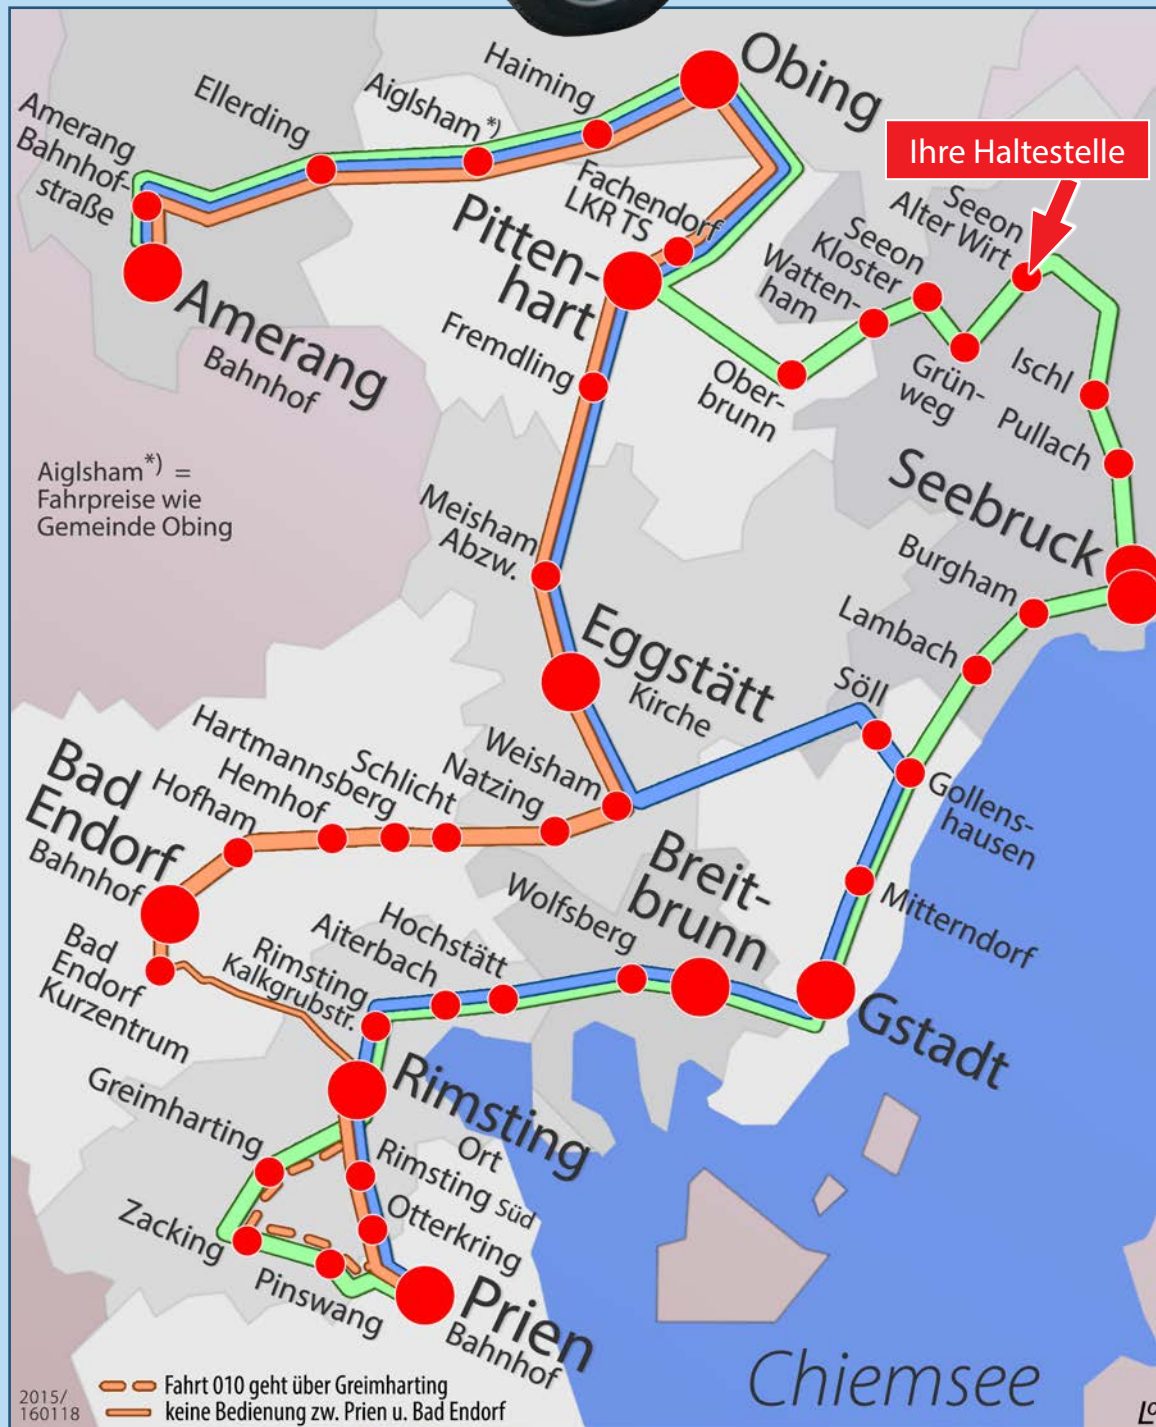 Obing
Haiming
Aiglsham*)
Ellerding
Amerang
Bahnhof-
straße
Ihre Haltestelle
Fachendorf
LKR TS
Seeon
Alter Wirt
Seeon
Kloster
Watten-
ham
Pitten-
hart
Amerang
Bahnhof
Fremdling
Ober-
brunn
Grün-
weg
Ischl
Pullach
Aiglsham*) =
Fahrpreise wie
Gemeinde Obing
Seebruck
Meisham
Abzw.
Burgham
Lambach
Eggstätt
Kirche
Söll
Weisham
Natzing
Schlicht
Hartmannsberg
Hemhof
Hofham
Bad
Endorf
Bahnhof
Gollens-
hausen
Breit-
brunn
Wolfsberg
Mitterndorf
Hochstätt
Aiterbach
Rimsting
Kalkgrubstr.
Bad
Endorf
Kurzentrum
Gstadt
Rimsting
Ort
Greimharting
Rimsting Süd
Otterkring
Zacking
Pinswang
Prien
Bahnhof
Chiemsee
2015/
160118
Fahrt 010 geht über Greimharting
keine Bedienung zw. Prien u. Bad Endorf